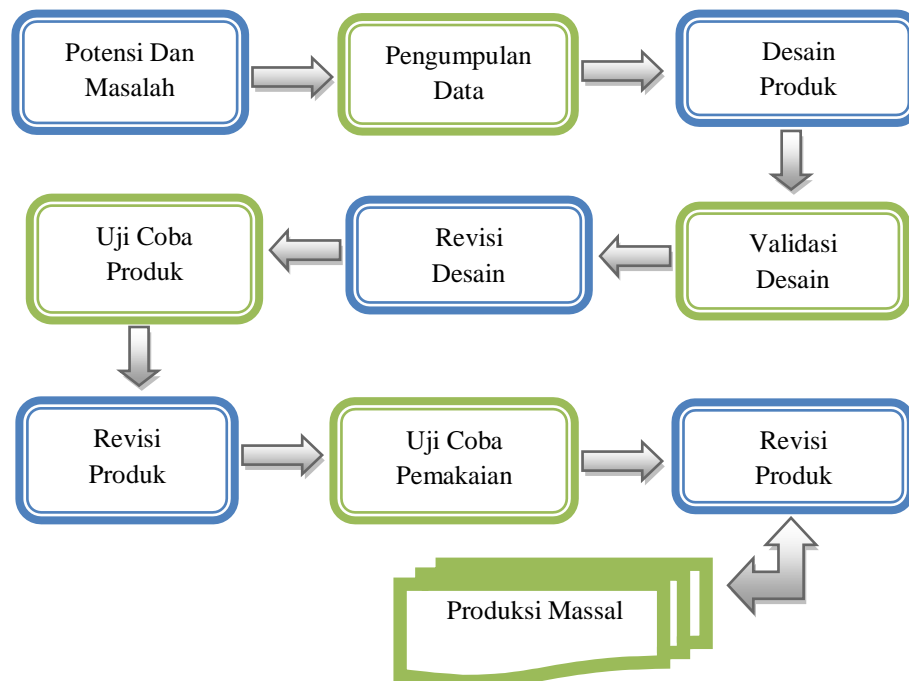 Potensi Dan
Masalah
Pengumpulan
Data
Desain
Produk
Validasi
Desain
Revisi
Desain
Uji Coba
Produk
Revisi
Produk
Uji Coba
Pemakaian
Revisi
Produk
Produksi Massal